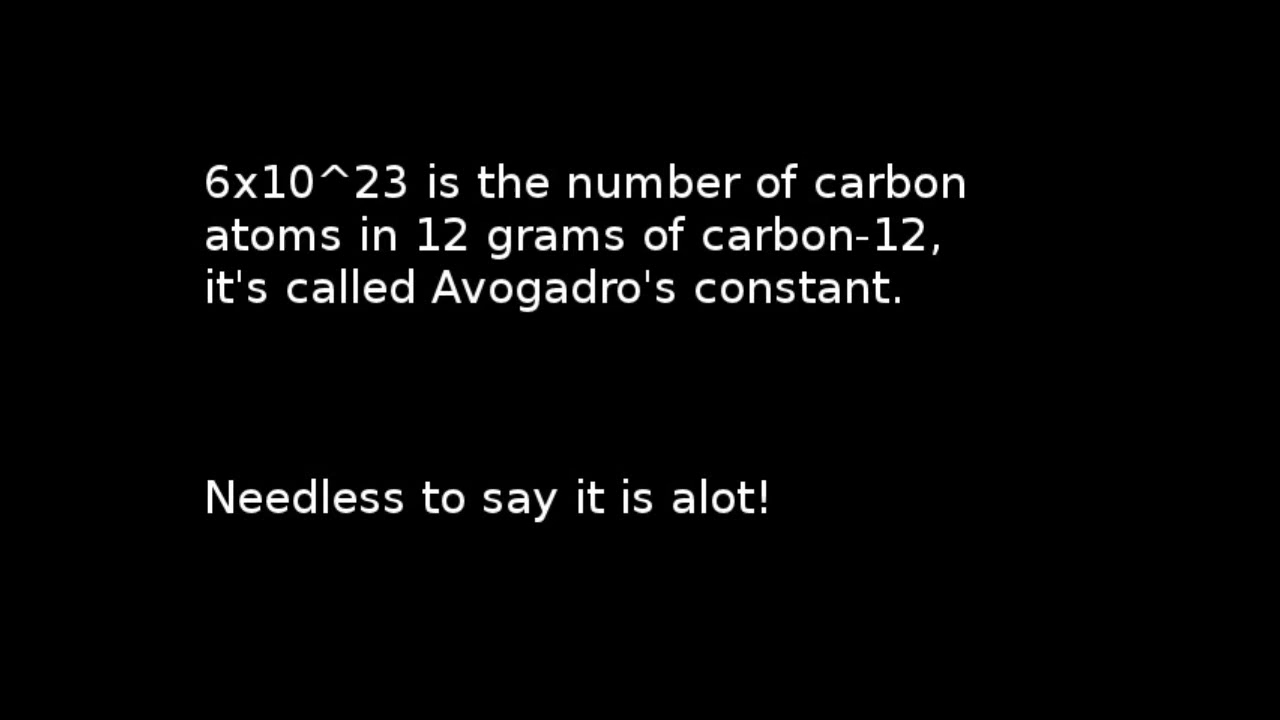 6x10^23 is the number of carbon
atoms in 12 grams of carbon-12,
it's called Avogadro's constant.
Needless to say it is alot!